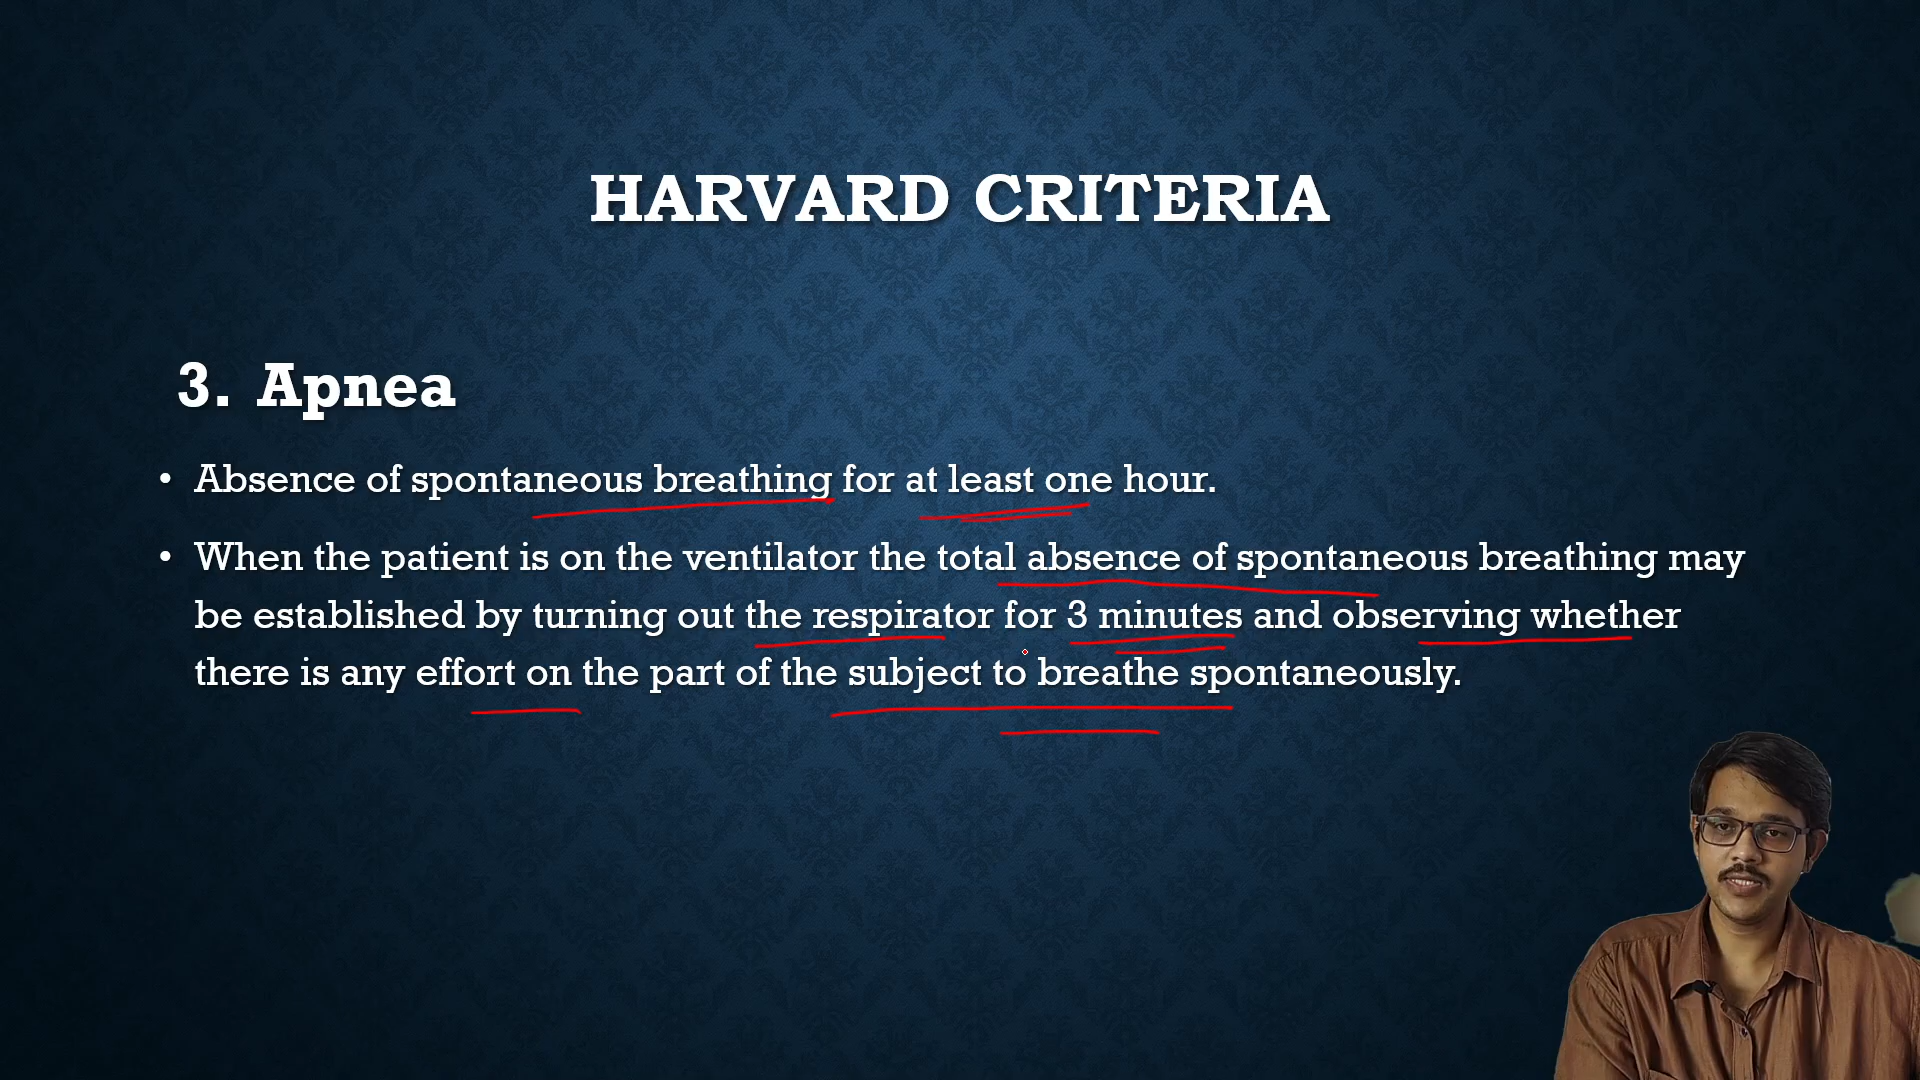 HARVARD CRITERIA
3. Apnea
• Absence of spontaneous breathing for at least one hour.
• When the patient is on the ventilator the total absence of spontaneous breathing may
be established by turning out the respirator for 3 minutes and observing whether
there is any effort on the part of the subject to breathe spontaneously.